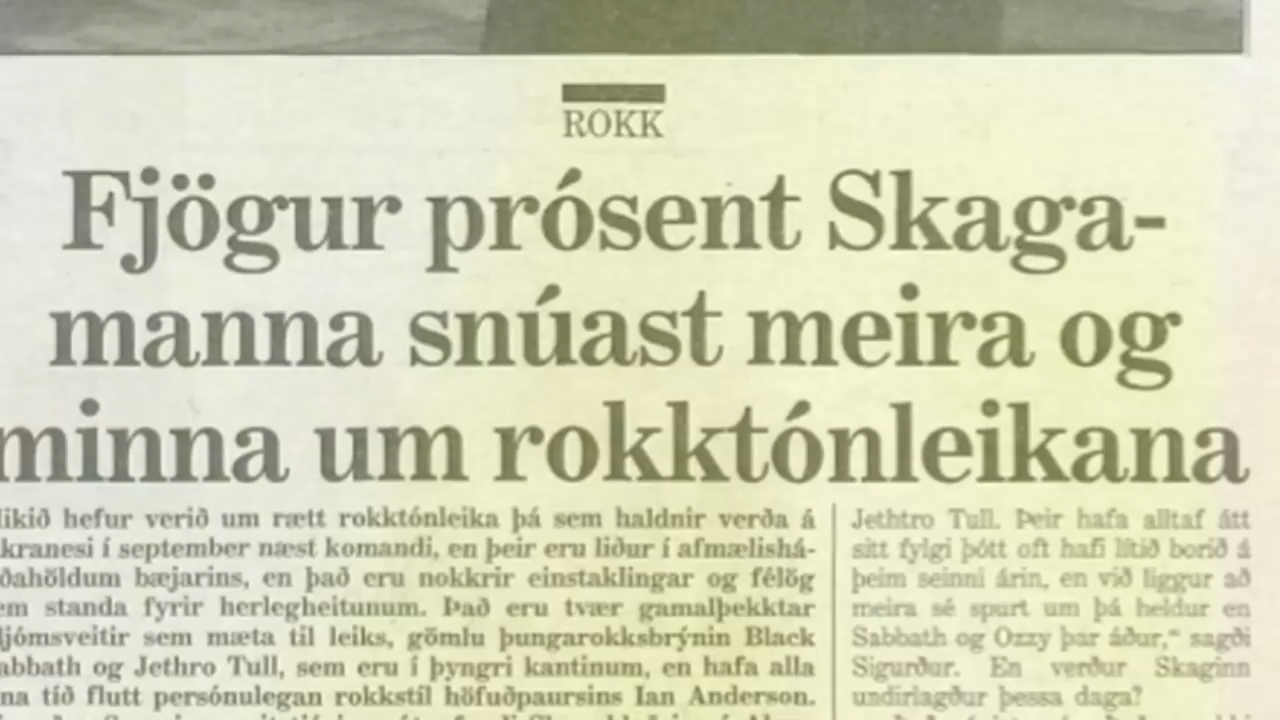 ROKK
Fjögur prósent Skaga-
manna snúast meira og
minna um rokktónleikana
likið hefur verið um rætt rokktónleika þá sem haldnir verða á
kranesi í september næst komandi, en þeir eru liður í afmælishá-
ðahöldum bæjarins, en það eru nokkrir einstaklingar og félög
em standa fyrir herlegheitunum. Það eru tvær gamalþekktar
ljómsveitir sem mæta til leiks, gömlu þungarokksbrýnin Black
abbath og Jethro Tull, sem eru í þyngri kantinum, en hafa alla
na tíð flutt persónulegan rokkstíl höfuðpaursins Ian Anderson.
Jethtro Tull. Þeir hafa alltaf átt
sitt fylgi þótt oft hafi lítið borið á
þeim seinni árin, en við liggur að
meira sé spurt um þá heldur en
Sabbath og Ozzy þar áður,“ sagði
Sigurður. En verður Skaginn
undirlagður þessa daga?